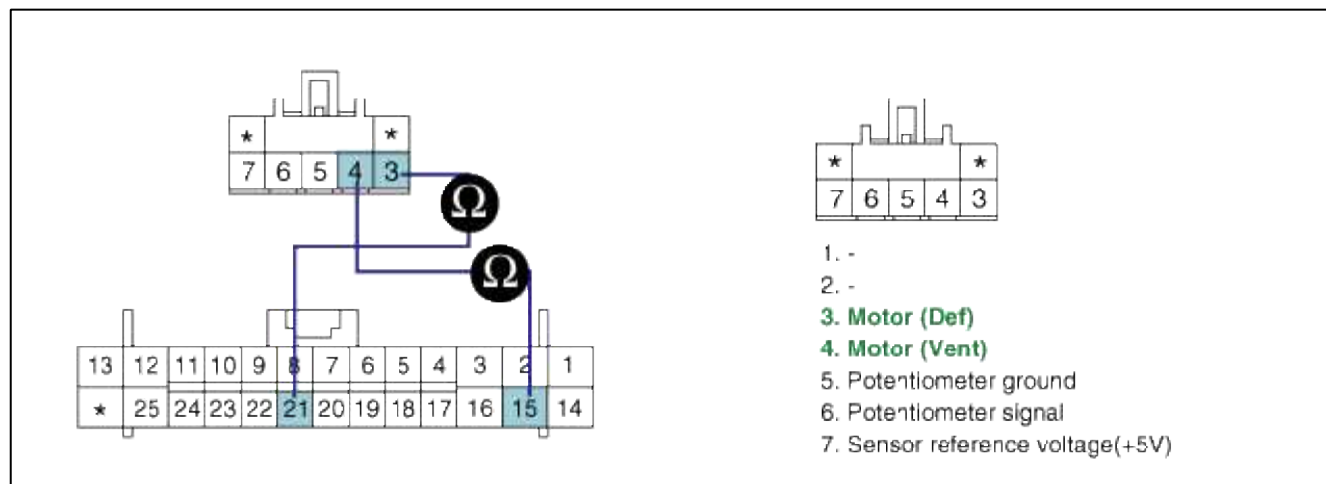 * *
7 6 5 4 3
Ω
Ω
13 12 11 10 9 8 7 6 5 4 3 2 1
* 25 24 23 22 21 20 19 18 17 16 15 14
* *
7 6 5 4 3
1. -
2. -
3. Motor (Def)
4. Motor (Vent)
5. Potentiometer ground
6. Potentiometer signal
7. Sensor reference voltage(+5V)